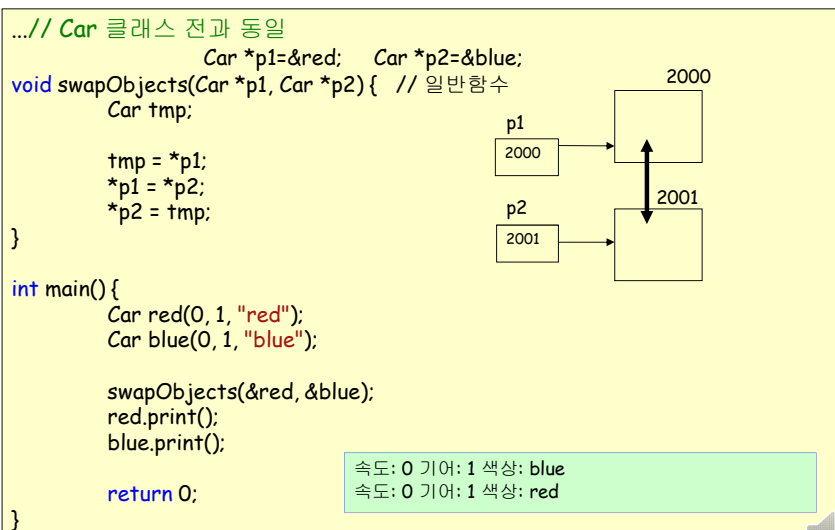 ...// Car 클래스 전과 동일
Car *p1=&red; Car *p2=&blue;
void swapObjects(Car *p1, Car *p2) { // 일반함수
Car tmp;
tmp = *p1;
*p1 = *p2;
*p2 = tmp;
}
2000
p1
2000
2001
p2
2001
int main() {
Car red(0, 1, "red");
Car blue(0, 1, "blue");
swapObjects(&red, &blue);
red.print();
blue.print();
return 0;
}
속도: 0 기어: 1 색상: blue
속도: 0 기어: 1 색상: red